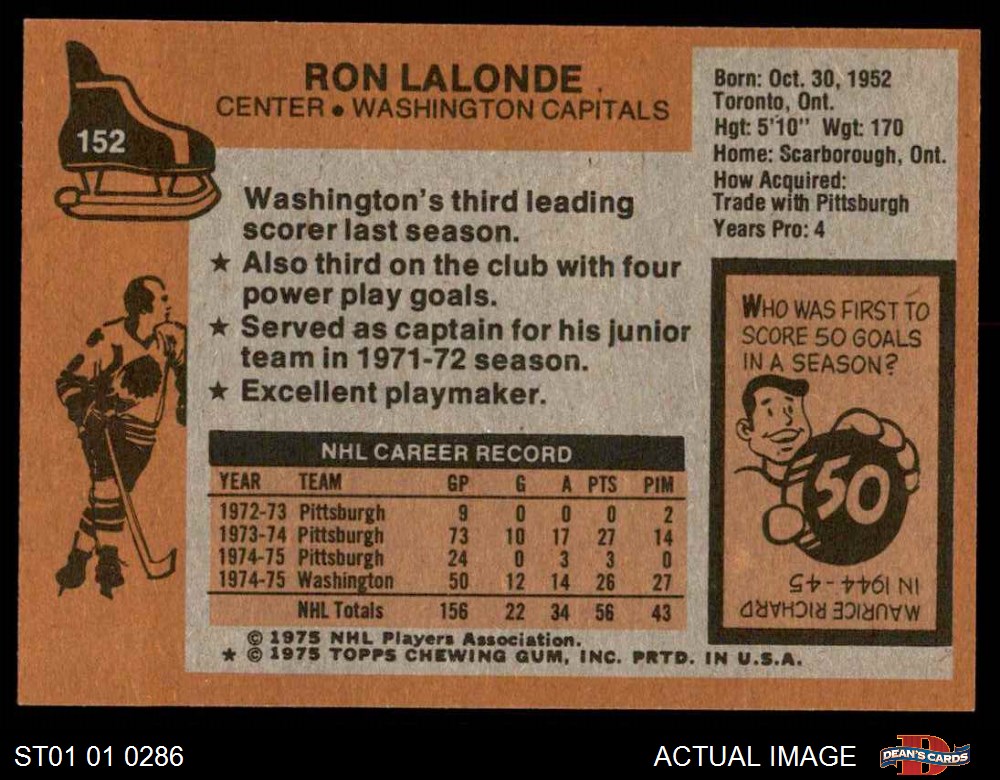 RON LALONDE
CENTER • WASHINGTON CAPITALS
152
Born: Oct. 30, 1952
Toronto, Ont.
Hgt: 5'10" Wgt: 170
Home: Scarborough, Ont.
How Acquired:
Trade with Pittsburgh
Years Pro: 4
Washington's third leading
scorer last season.
★ Also third on the club with four
power play goals.
★ Served as captain for his junior
team in 1971-72 season.
★ Excellent playmaker.
WHO WAS FIRST TO
SCORE 50 GOALS
IN A SEASON?
50
MAURICE RICHARD
IN 1944-45
NHL CAREER RECORD
YEAR TEAM GP G A PTS PIM
1972-73 Pittsburgh 9 0 0 0 2
1973-74 Pittsburgh 73 10 17 27 14
1974-75 Pittsburgh 24 0 3 3 0
1974-75 Washington 50 12 14 26 27
NHL Totals 156 22 34 56 43
© 1975 NHL Players Association.
★ © 1975 TOPPS CHEWING GUM, INC. PRTD. IN U.S.A.
ST01 01 0286
ACTUAL IMAGE
DEAN'S CARDS